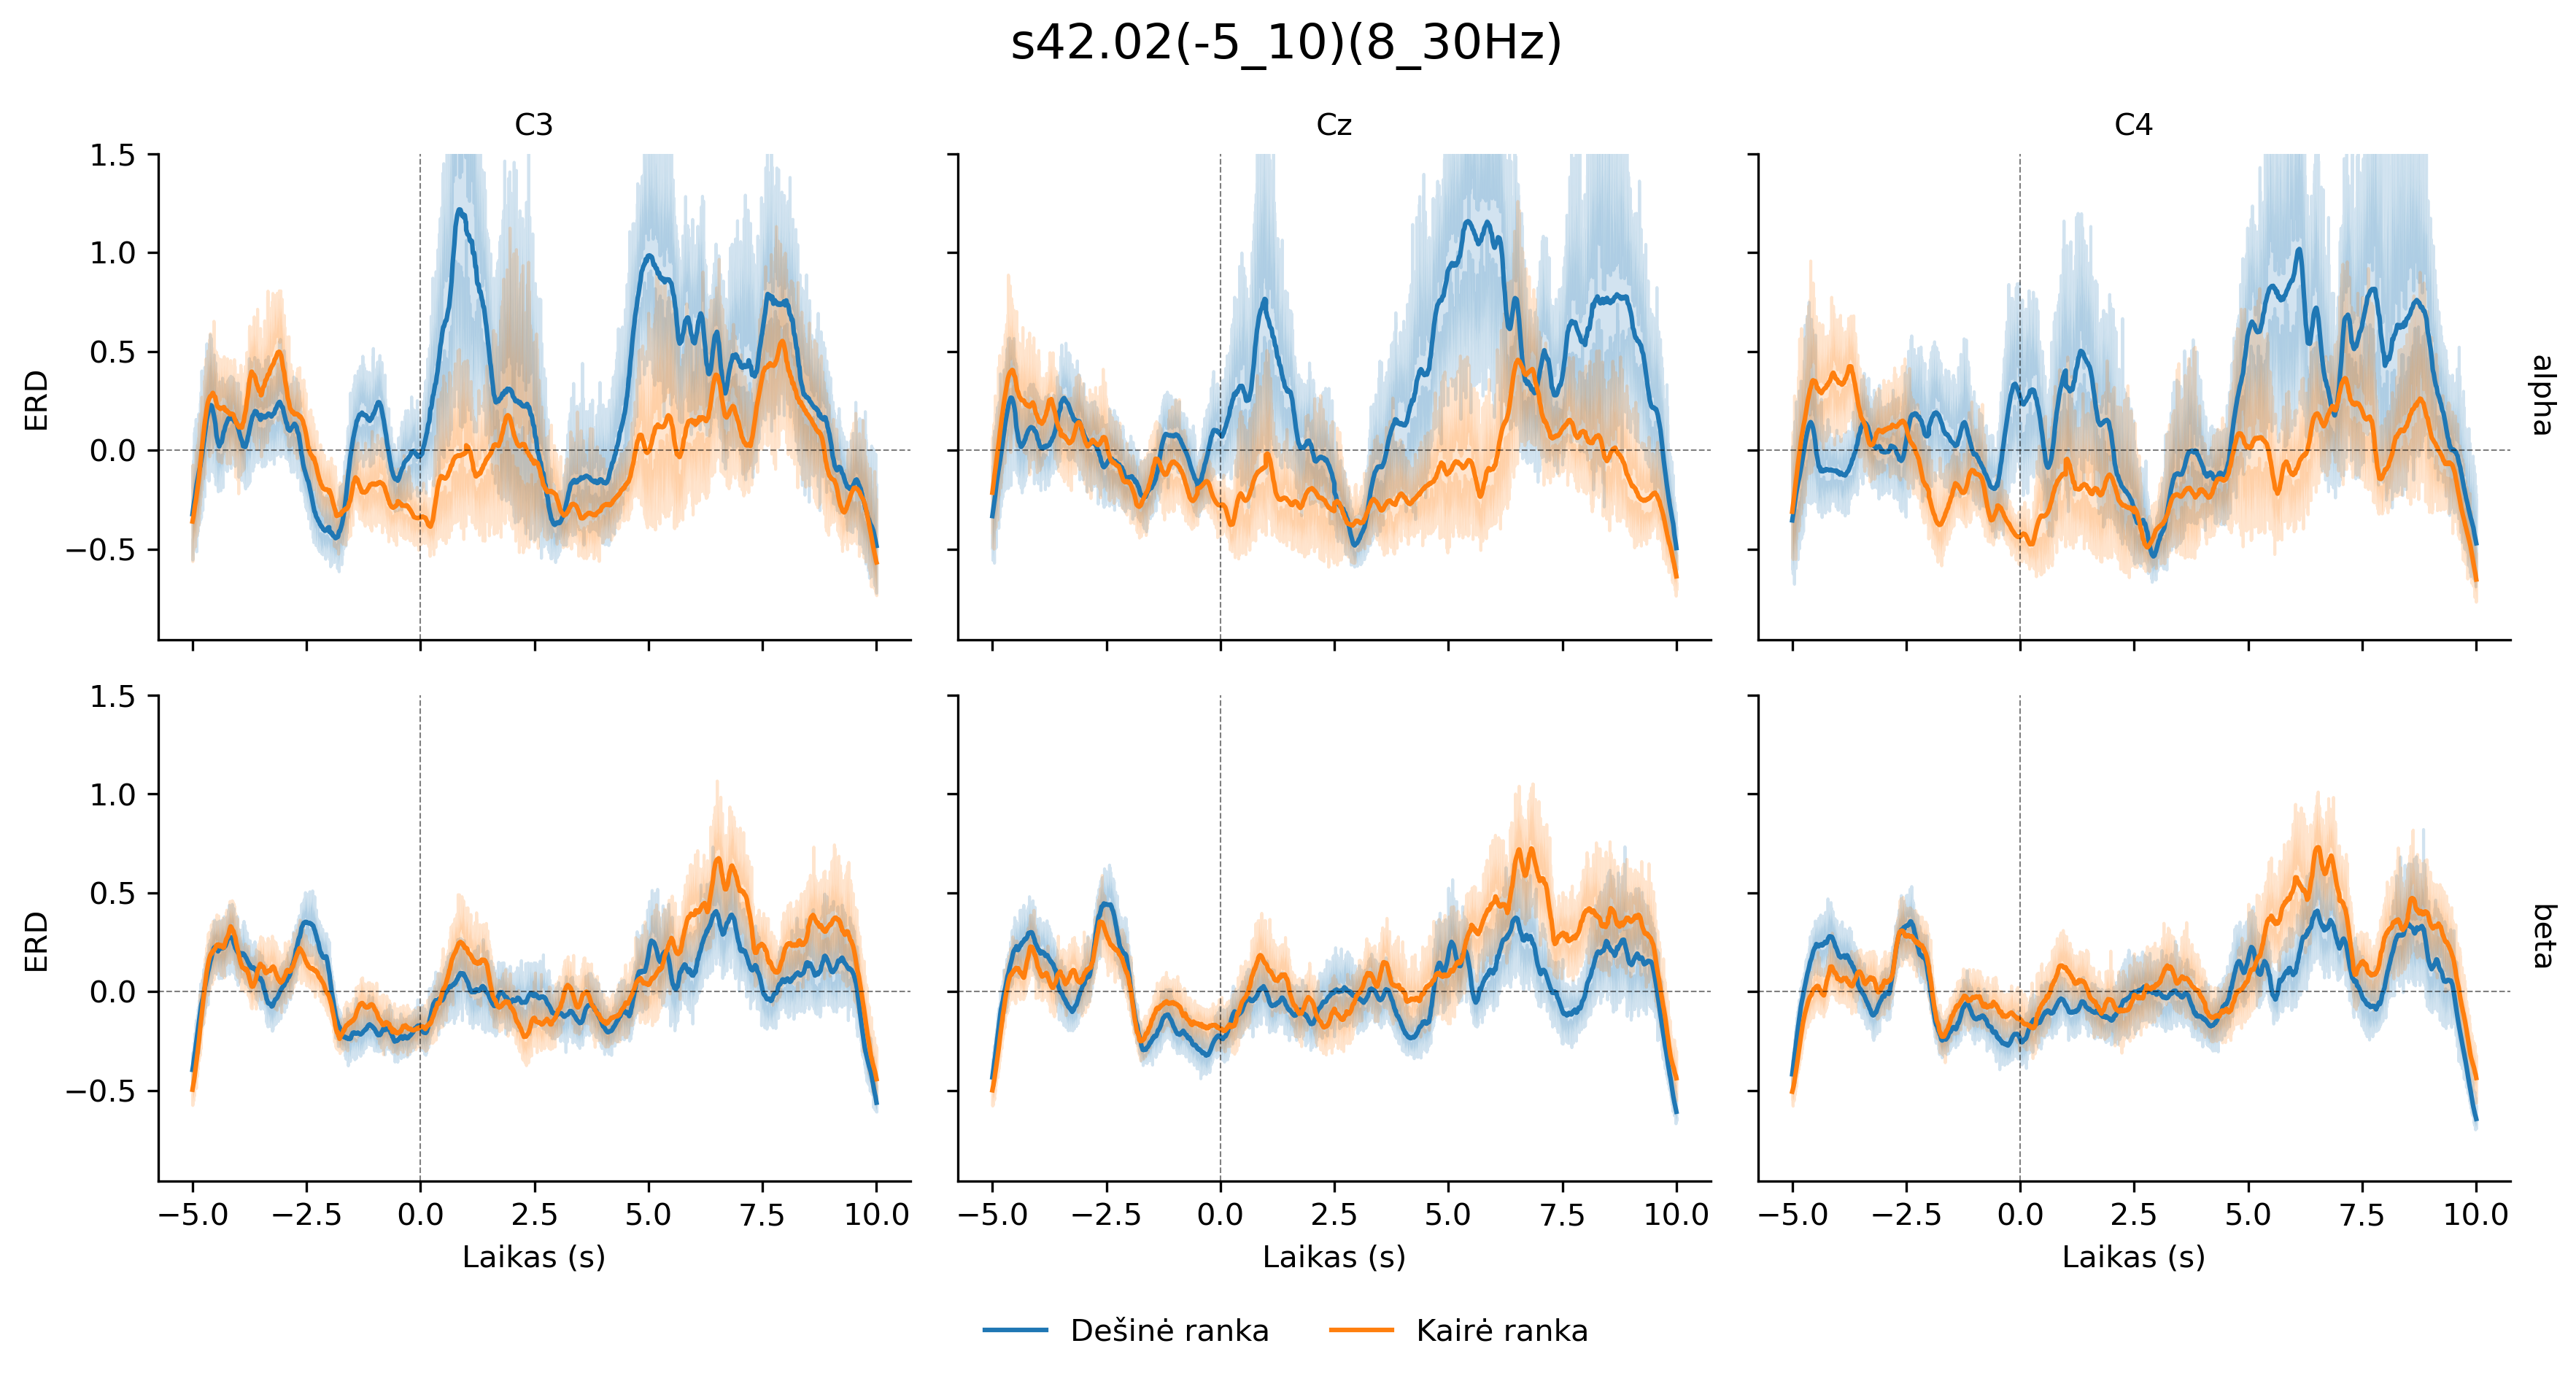 s42.02(-5_10)(8_30Hz)
C3 Cz C4
1.5
1.0
0.5
0.0
−0.5
ERD
alpha
1.5
1.0
0.5
0.0
−0.5
ERD
beta
−5.0 −2.5 0.0 2.5 5.0 7.5 10.0 −5.0 −2.5 0.0 2.5 5.0 7.5 10.0 −5.0 −2.5 0.0 2.5 5.0 7.5 10.0
Laikas (s) Laikas (s) Laikas (s)
Dešinė ranka Kairė ranka